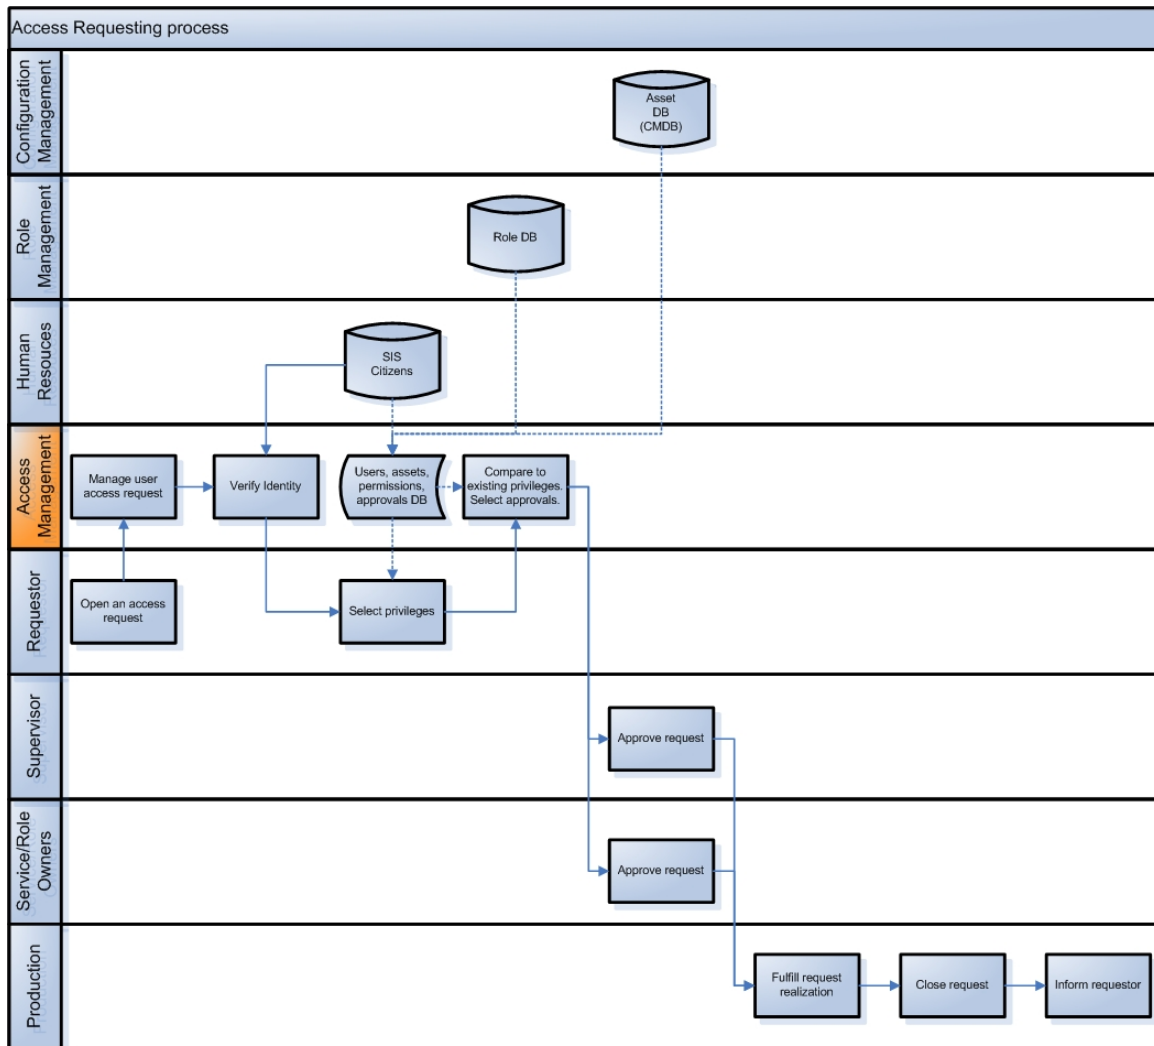 Access Requesting process
Configuration
Management
Asset
DB
(CMDB)
Role
Management
Role DB
Human
Resouces
SIS
Citizens
Access
Management
Manage user
access request
Verify Identity
Users, assets,
permissions,
approvals DB
Compare to
existing privileges.
Select approvals.
Requestor
Open an access
request
Select privileges
Supervisor
Approve request
Service/Role
Owners
Approve request
Production
Fulfill request
realization
Close request
Inform requestor